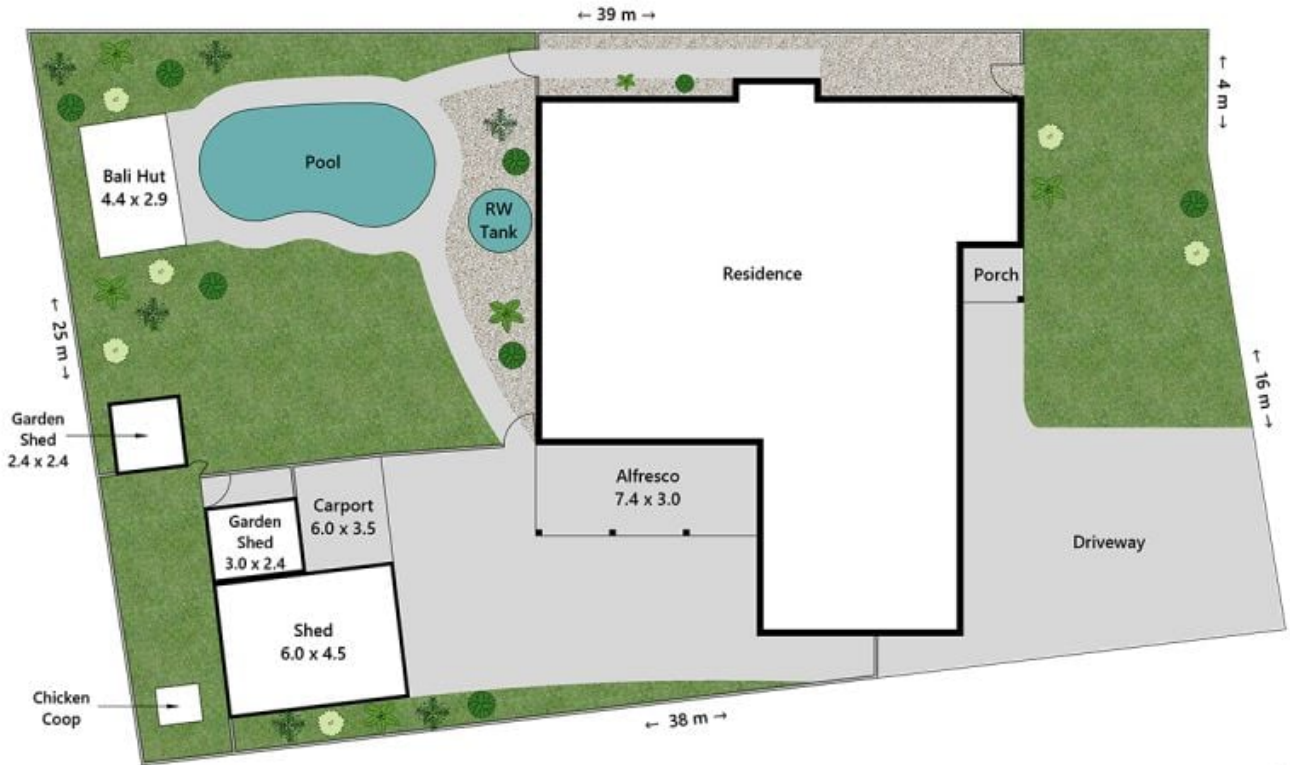 ← 39 m →
← 4 m →
Pool
Bali Hut
4.4 x 2.9
RW
Tank
Residence
Porch
← 25 m →
← 16 m →
Garden
Shed
2.4 x 2.4
Alfresco
7.4 x 3.0
Carport
6.0 x 3.5
Garden
Shed
3.0 x 2.4
Driveway
Shed
6.0 x 4.5
Chicken
Coop
← 38 m →